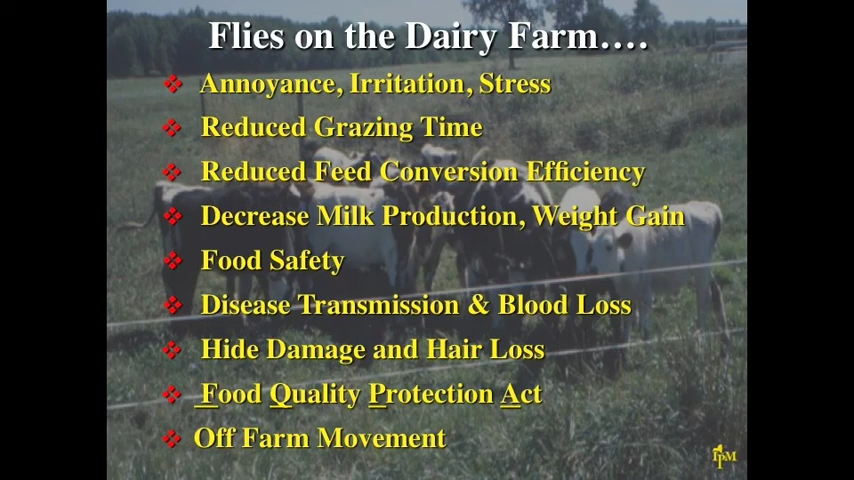 Flies on the Dairy Farm....
Annoyance, Irritation, Stress
Reduced Grazing Time
Reduced Feed Conversion Efficiency
Decrease Milk Production, Weight Gain
Food Safety
Disease Transmission & Blood Loss
Hide Damage and Hair Loss
Food Quality Protection Act
Off Farm Movement
IPM